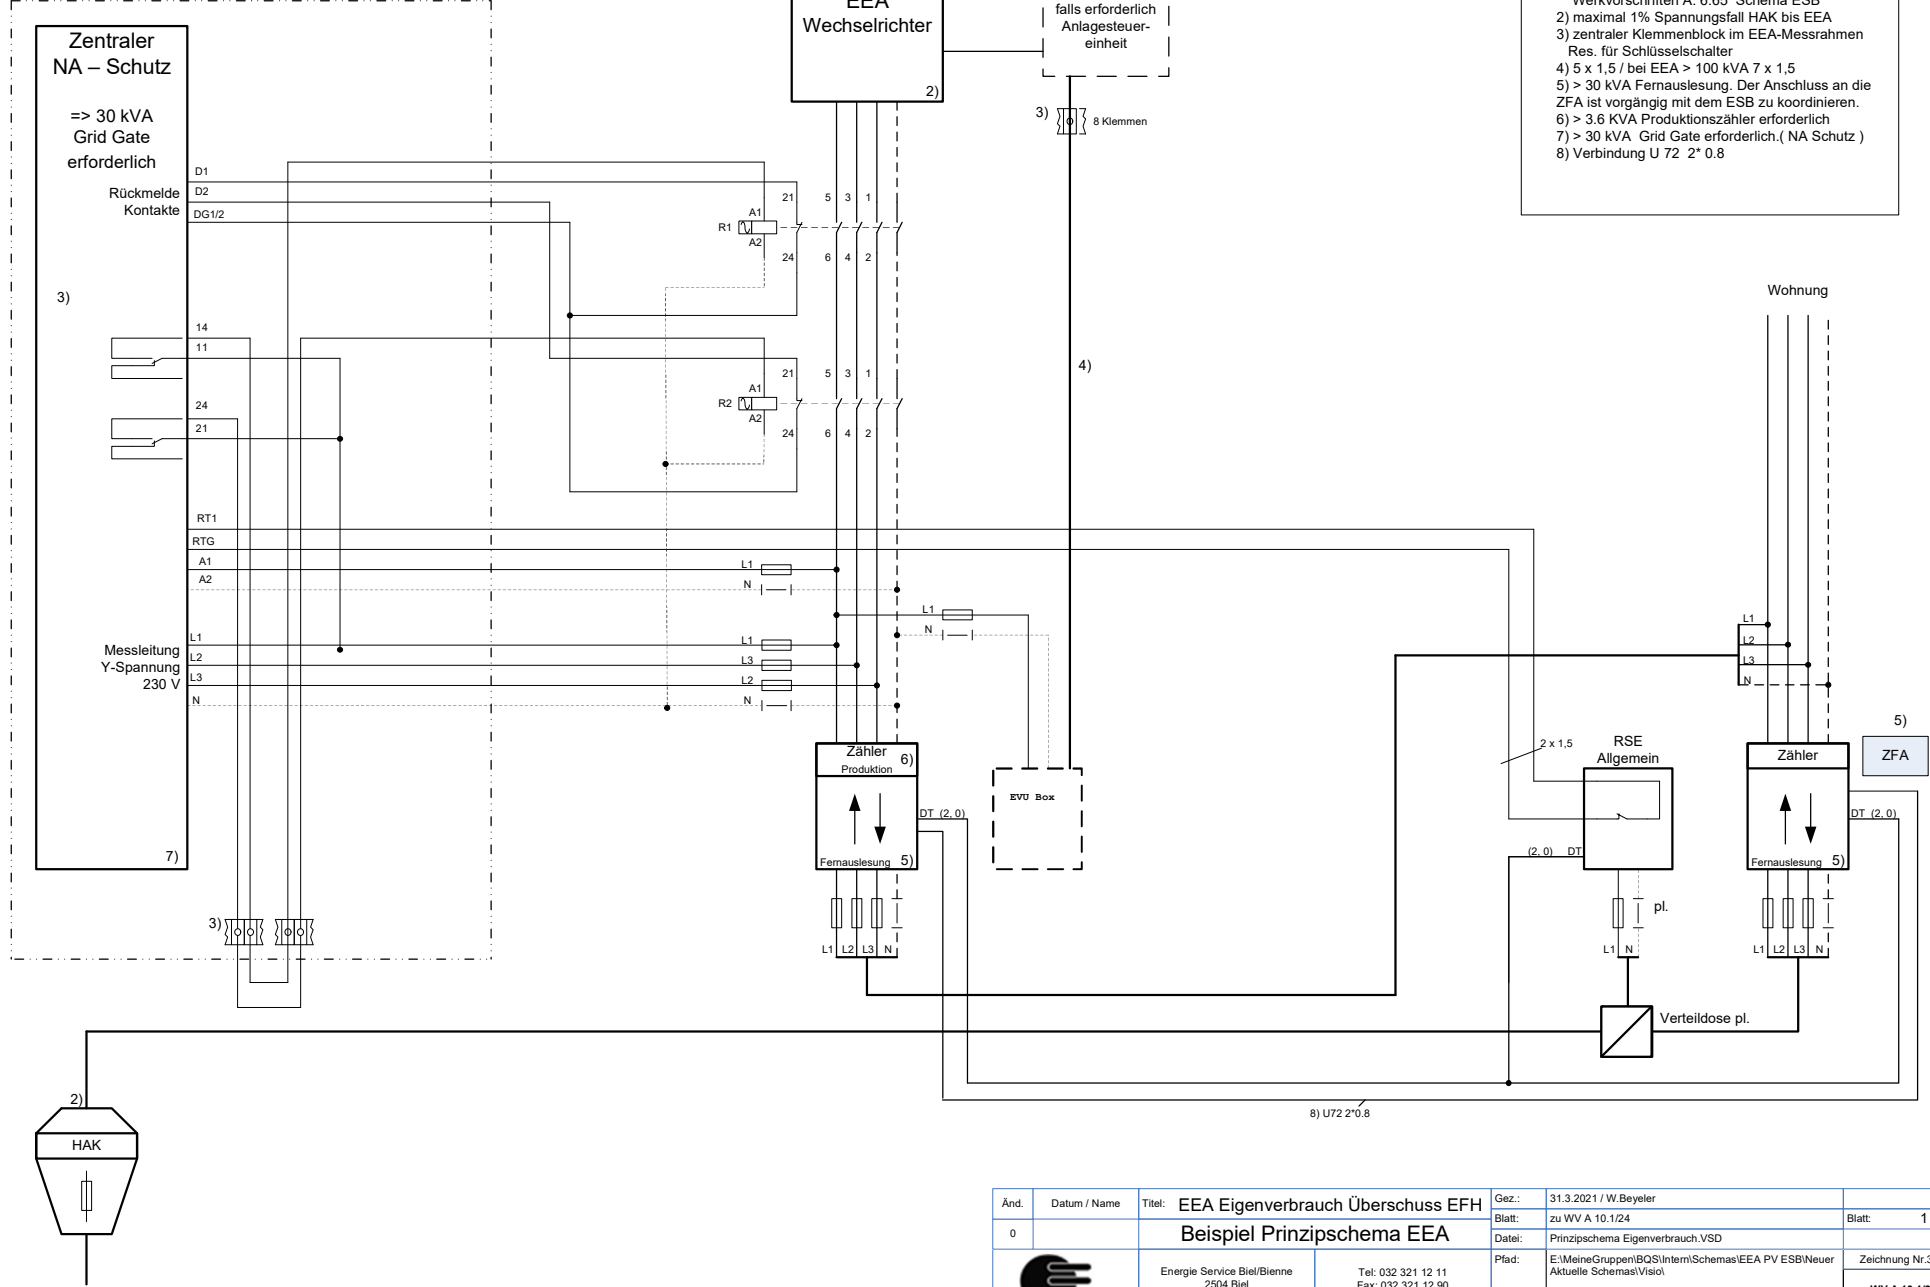 EEA
Wechselrichter
2)
falls erforderlich
Anlagesteuer-
einheit
3)
8 Klemmen
2) maximal 1% Spannungsfall HAK bis EEA
3) zentraler Klemmenblock im EEA-Messrahmen
Res. für Schlüsselschalter
4) 5 x 1,5 / bei EEA > 100 kVA 7 x 1,5
5) > 30 kVA Fernauslesung. Der Anschluss an die
ZFA ist vorgängig mit dem ESB zu koordinieren.
6) > 3.6 KVA Produktionszähler erforderlich
7) > 30 kVA Grid Gate erforderlich.( NA Schutz )
8) Verbindung U 72 2* 0.8
Zentraler
NA – Schutz
=> 30 kVA
Grid Gate
erforderlich
Rückmelde
Kontakte
D1
D2
DG1/2
3)
14
11
24
21
RT1
RTG
A1
A2
Messleitung
Y-Spannung
230 V
L1
L2
L3
N
7)
3)
R1
A1
A2
21
24
5 3 1
6 4 2
R2
A1
A2
21
24
5 3 1
6 4 2
4)
L1
N
L1
N
L1
L3
L2
N
Wohnung
L1
L2
L3
N
Zähler
Produktion
6)
DT (2, 0)
Fernauslesung 5)
L1 L2 L3 N
EVU Box
2 x 1,5
RSE
Allgemein
(2, 0) DT
pl.
L1 N
5)
ZFA
Zähler
DT (2, 0)
Fernauslesung 5)
L1 L2 L3 N
Verteildose pl.
8) U72 2*0.8
2)
HAK
Änd.
Datum / Name
0
Titel: EEA Eigenverbrauch Überschuss EFH
Beispiel Prinzipschema EEA
Energie Service Biel/Bienne
2504 Biel
Tel: 032 321 12 11
Fax: 032 321 12 90
Gez.: 31.3.2021 / W.Beyeler
Blatt: zu WV A 10.1/24
Blatt: 1
Datei: Prinzipschema Eigenverbrauch.VSD
Pfad: E:\MeineGruppen\BQS\Intern\Schemas\EEA PV ESB\Neuer
Aktuelle Schemas\Visio\
Zeichnung Nr.